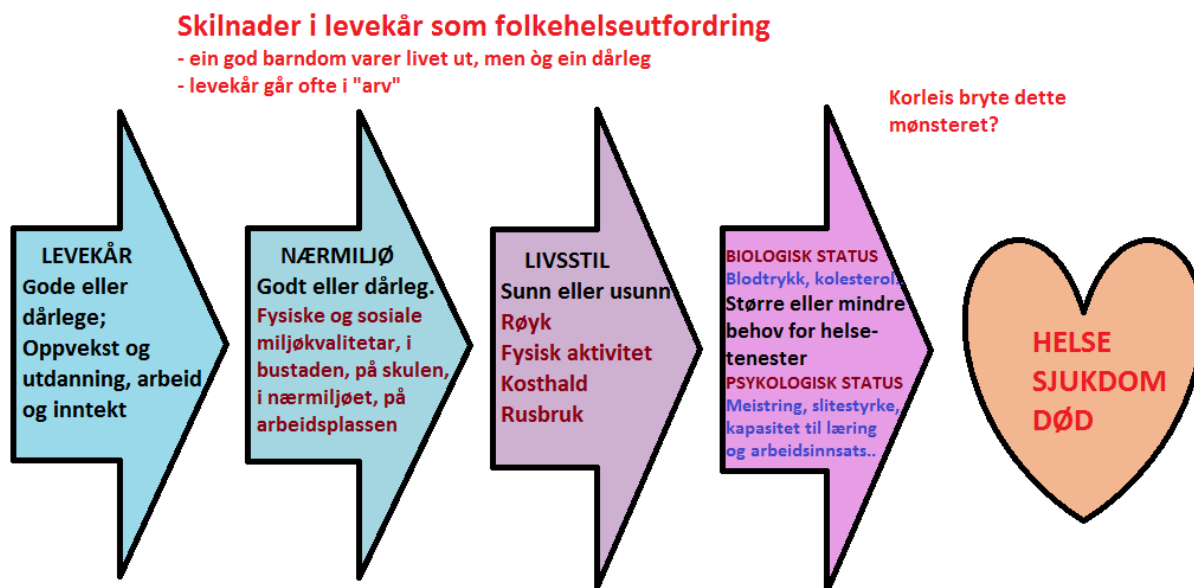 Skilnader i levekår som folkehelseutfordring
- ein god barndom varer livet ut, men òg ein dårleg
- levekår går ofte i "arv"
Korleis bryte dette
mønsteret?
LEVEKÅR
Gode eller
dårlege;
Oppvekst og
utdanning, arbeid
og inntekt
NÆRMILJØ
Godt eller dårleg.
Fysiske og sosiale
miljøkvalitetar, i
bustaden, på skulen,
i nærmiljøet, på
arbeidsplassen
LIVSSTIL
Sunn eller usunn
Røyk
Fysisk aktivitet
Kosthald
Rusbruk
BIOLOGISK STATUS
Blodtrykk, kolesterol..
Større eller mindre
behov for helse-
tenester
PSYKOLOGISK STATUS
Meistring, slitestyrke,
kapasitet til læring
og arbeidsinnsats..
HELSE
SJUKDOM
DØD